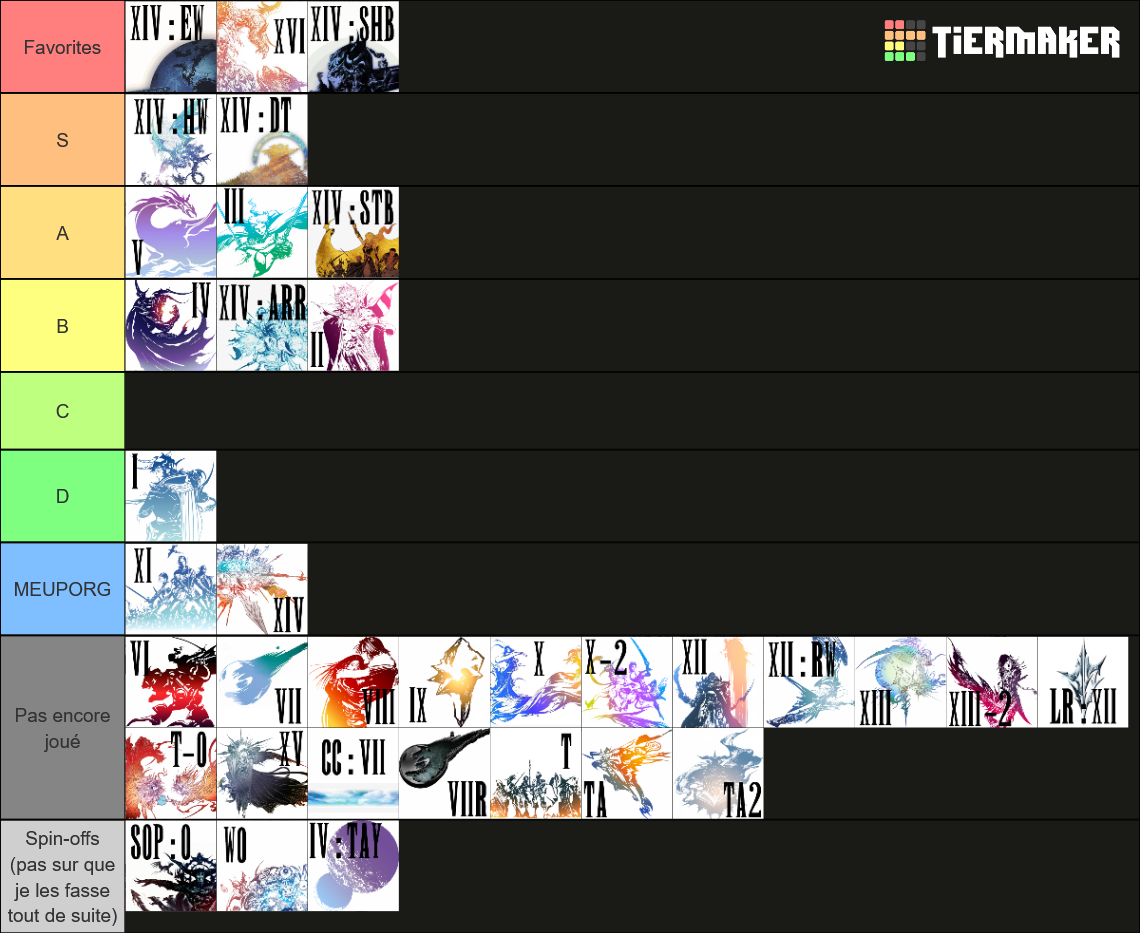 Favorites
XIV : EW
XVI
XIV : SHB
TiERMAKER
S
XIV : HW
XIV : DT
A
V
III
XIV : STB
B
IV
XIV : ARR
II
C
D
I
MEUPORG
XI
XIV
Pas encore
joué
VI
VII
VIII
IX
X
X-2
XII
XII : RW
XIII
XIII-2
LR : XII
T-0
XV
CC : VII
VIIR
T
TA
TA2
Spin-offs
(pas sur que
je les fasse
tout de suite)
SOP : O
WO
IV : TAY